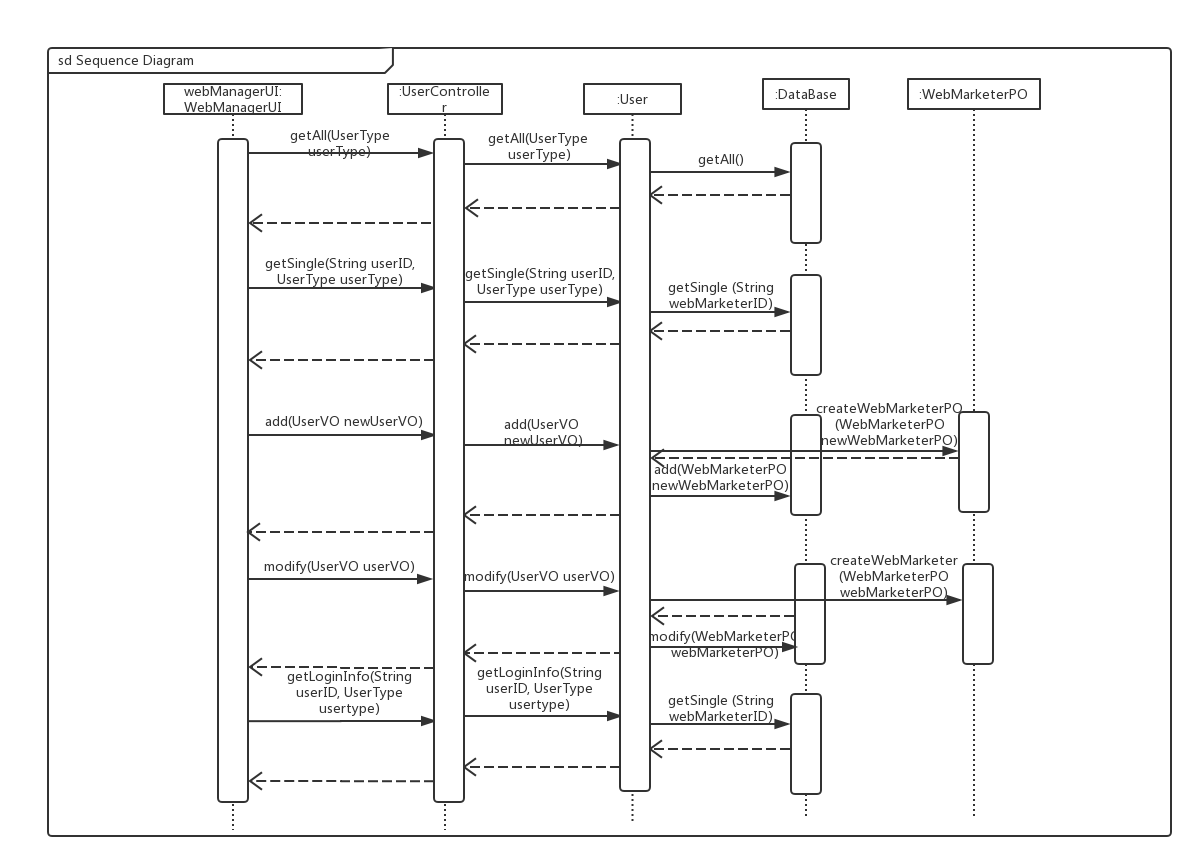 sd Sequence Diagram
webManagerUI:
WebManagerUI
:UserControlle
r
:User
:DataBase
:WebMarketerPO
getAll(UserType
userType)
getAll(UserType
userType)
getAll()
getSingle(String userID,
UserType userType)
getSingle(String userID,
UserType userType)
getSingle (String
webMarketerID)
add(UserVO newUserVO)
add(UserVO
newUserVO)
createWebMarketerPO
(WebMarketerPO
newWebMarketerPO)
add(WebMarketerPO
newWebMarketerPO)
modify(UserVO userVO)
modify(UserVO userVO)
createWebMarketer
(WebMarketerPO
webMarketerPO)
modify(WebMarketerPO
webMarketerPO)
getLoginInfo(String
userID, UserType
usertype)
getLoginInfo(String
userID, UserType
usertype)
getSingle (String
webMarketerID)